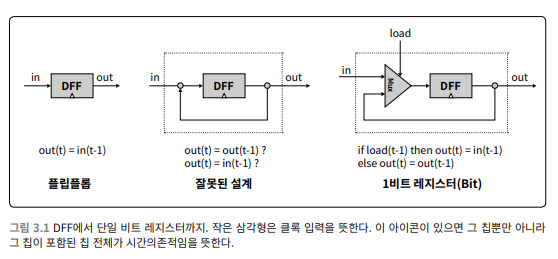 load
in
DFF
out
in
DFF
out
in
Mux
DFF
out
out(t) = in(t-1)
out(t) = out(t-1) ?
out(t) = in(t-1) ?
if load(t-1) then out(t) = in(t-1)
else out(t) = out(t-1)
플립플롭
잘못된 설계
1비트 레지스터(Bit)
그림 3.1 DFF에서 단일 비트 레지스터까지. 작은 삼각형은 클록 입력을 뜻한다. 이 아이콘이 있으면 그 칩뿐만 아니라
그 칩이 포함된 칩 전체가 시간의존적임을 뜻한다.